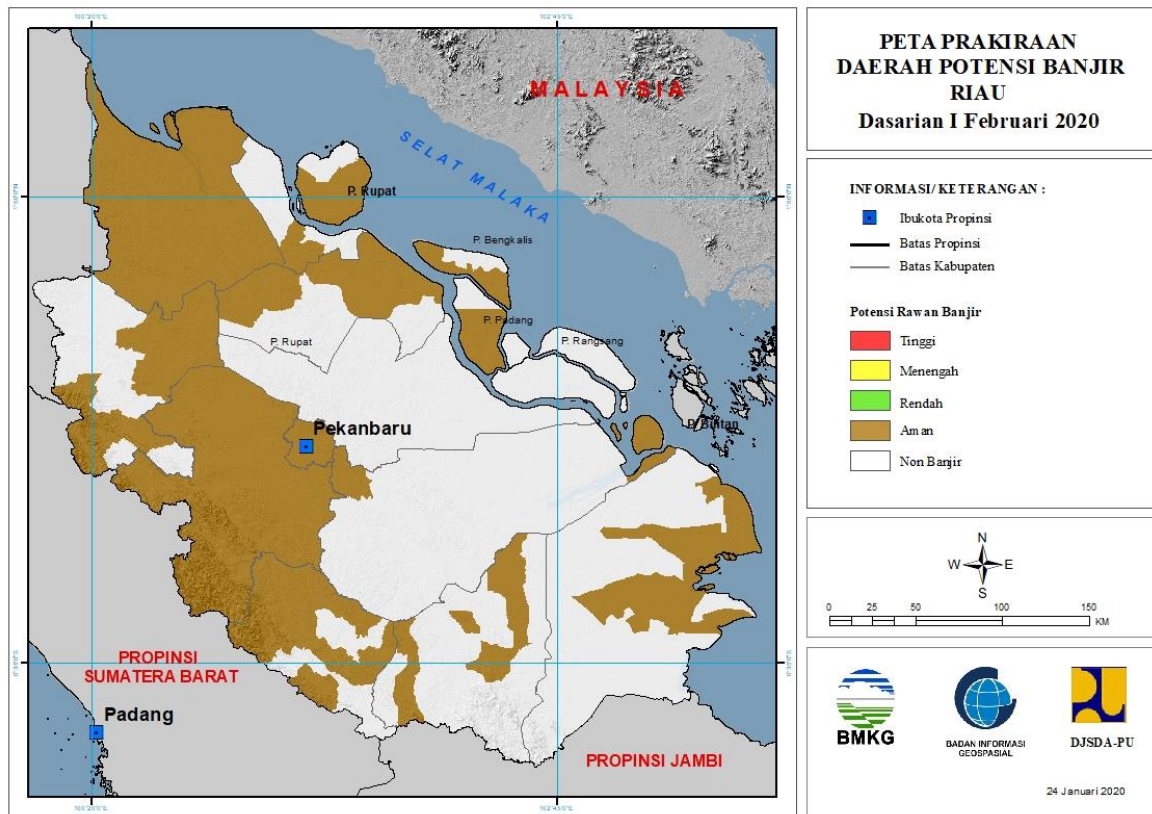 PETA PRAKIRAAN
DAERAH POTENSI BANJIR
RIAU
Dasarian I Februari 2020
INFORMASI/ KETERANGAN :
Ibukota Propinsi
Batas Propinsi
Batas Kabupaten
Potensi Rawan Banjir
Tinggi
Menengah
Rendah
Aman
Non Banjir
N
W E
S
0 25 50 100 150
KM
BMKG
BADAN INFORMASI
GEOSPASIAL
DJSDA-PU
24 Januari 2020
MALAYSIA
SELAT MALAKA
P. Rupat
P. Bengkalis
P. Padang
P. Rupat
P. Rangsang
P. Bintan
Pekanbaru
PROPINSI
SUMATERA BARAT
Padang
PROPINSI JAMBI